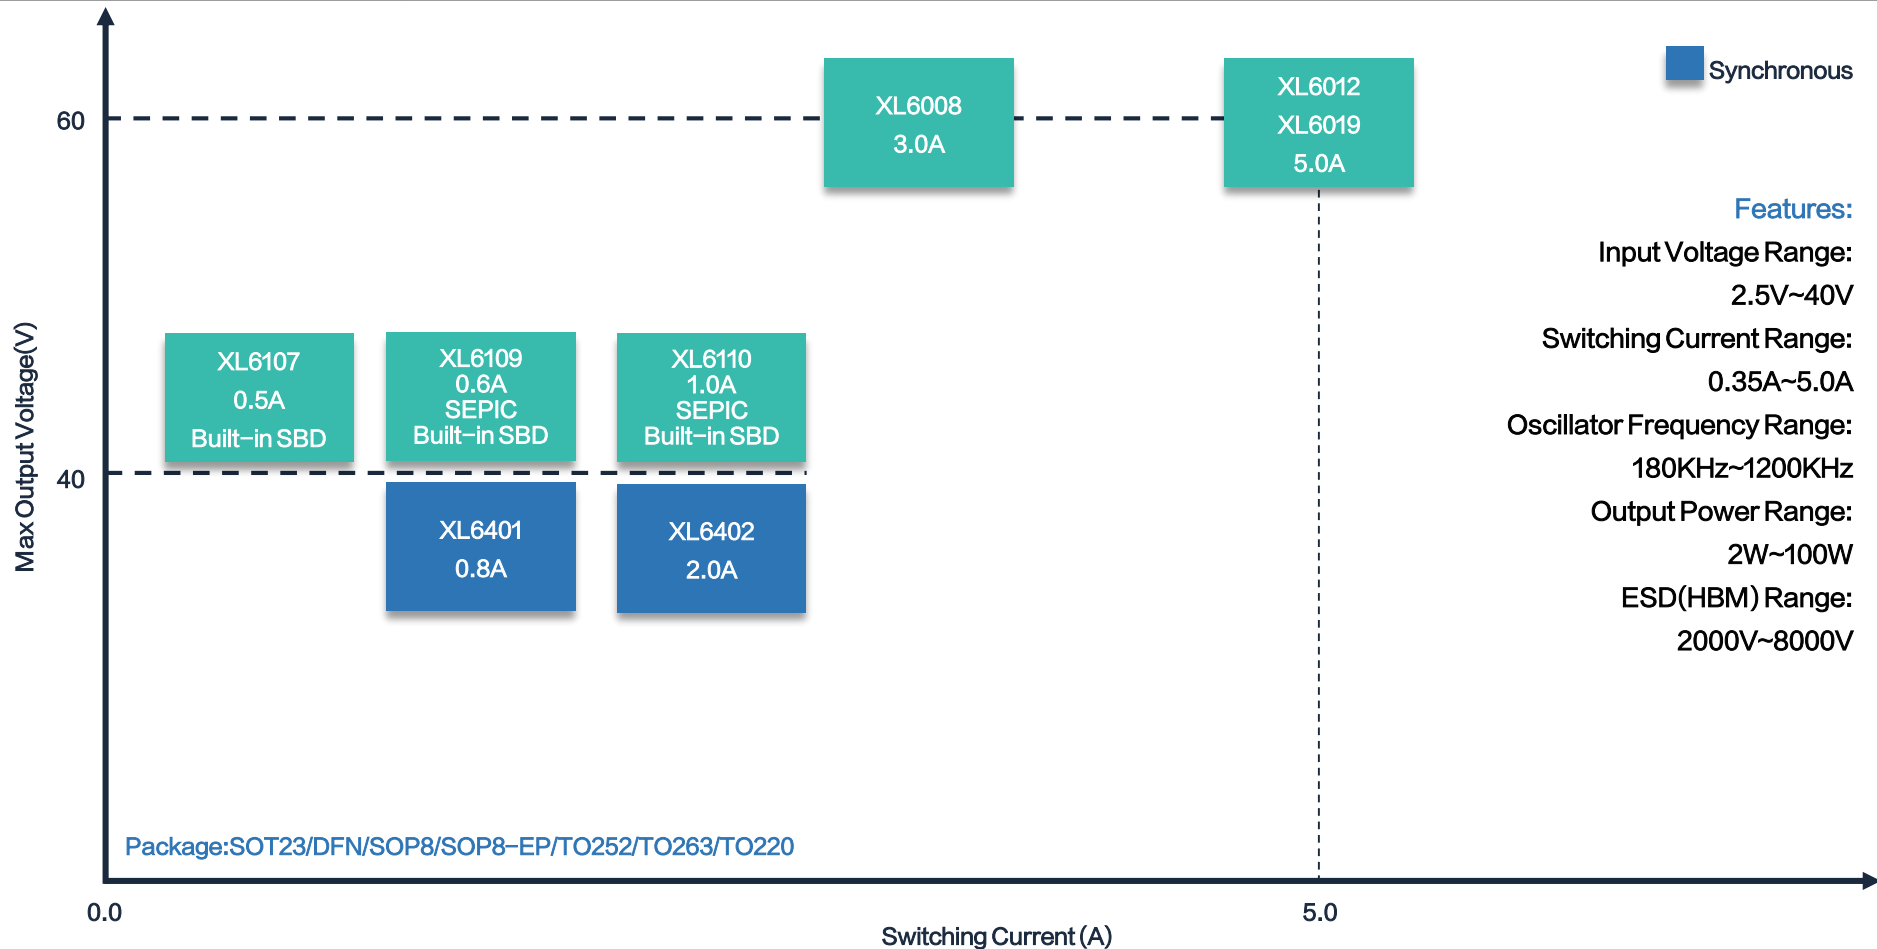 Synchronous
60
XL6008
3.0A
XL6012
XL6019
5.0A
Features:
Input Voltage Range:
2.5V~40V
Switching Current Range:
0.35A~5.0A
Oscillator Frequency Range:
180KHz~1200KHz
Output Power Range:
2W~100W
ESD(HBM) Range:
2000V~8000V
Max Output Voltage(V)
XL6107
0.5A
Built-in SBD
XL6109
0.6A
SEPIC
Built-in SBD
XL6110
1.0A
SEPIC
Built-in SBD
40
XL6401
0.8A
XL6402
2.0A
Package:SOT23/DFN/SOP8/SOP8-EP/TO252/TO263/TO220
0.0
5.0
Switching Current (A)